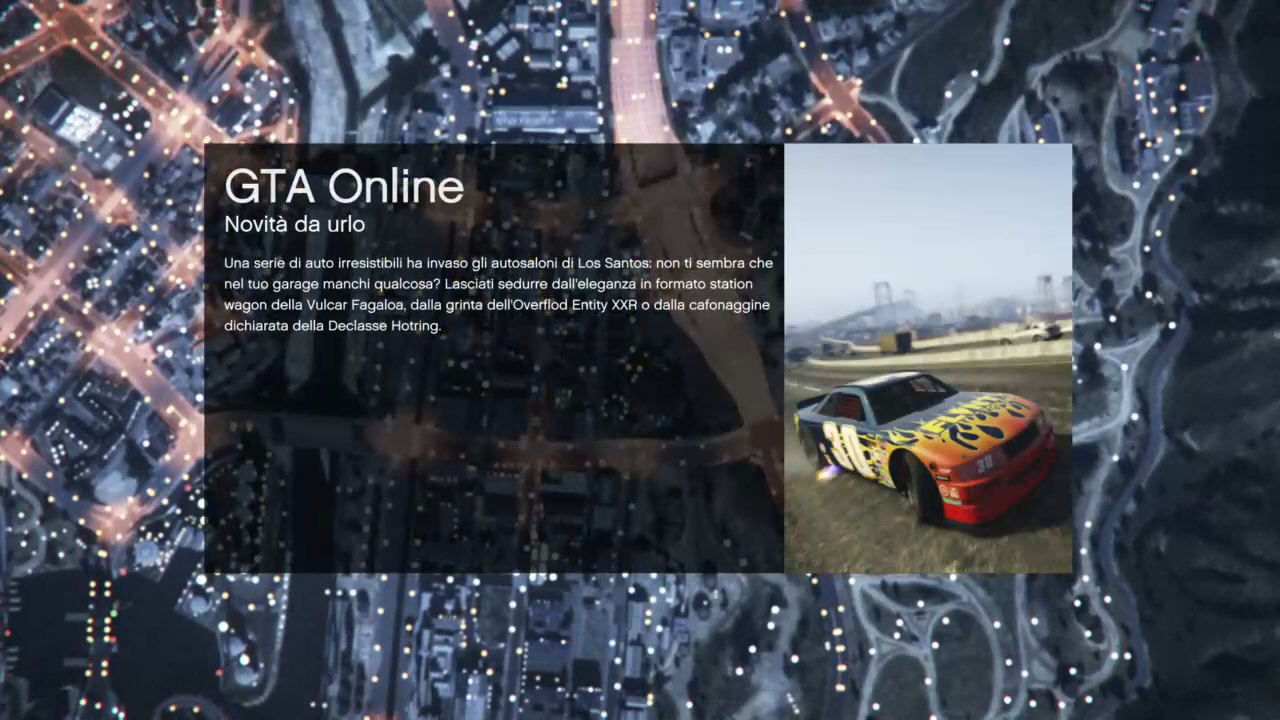 GTA Online
Novità da urlo
Una serie di auto irresistibili ha invaso gli autosaloni di Los Santos: non ti sembra che
nel tuo garage manchi qualcosa? Lasciati sedurre dall'eleganza in formato station
wagon della Vulcar Fagaloa, dalla grinta dell'Overflod Entity XXR o dalla cafonaggine
dichiarata della Declasse Hotring.
30
30